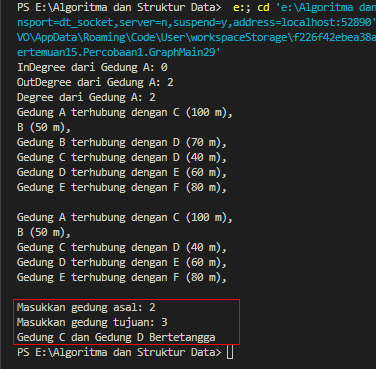 PS E:\Algoritma dan Struktur Data> e:; cd 'e:\Algoritma dan
nsport=dt_socket,server=n,suspend=y,address=localhost:52890'
VO\AppData\Roaming\Code\User\workspaceStorage\f226f42ebea38a
ertemuan15.Percobaan1.GraphMain29'
InDegree dari Gedung A: 0
OutDegree dari Gedung A: 2
Degree dari Gedung A: 2
Gedung A terhubung dengan C (100 m),
B (50 m),
Gedung B terhubung dengan D (70 m),
Gedung C terhubung dengan D (40 m),
Gedung D terhubung dengan E (60 m),
Gedung E terhubung dengan F (80 m),
Gedung A terhubung dengan C (100 m),
B (50 m),
Gedung C terhubung dengan D (40 m),
Gedung D terhubung dengan E (60 m),
Gedung E terhubung dengan F (80 m),
Masukkan gedung asal: 2
Masukkan gedung tujuan: 3
Gedung C dan Gedung D Bertetangga
PS E:\Algoritma dan Struktur Data>